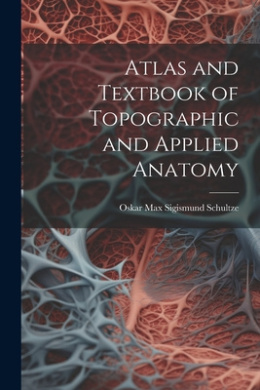 Atlas and
Textbook of
Topographic
and Applied
Anatomy
Oskar Max Sigismund Schultze